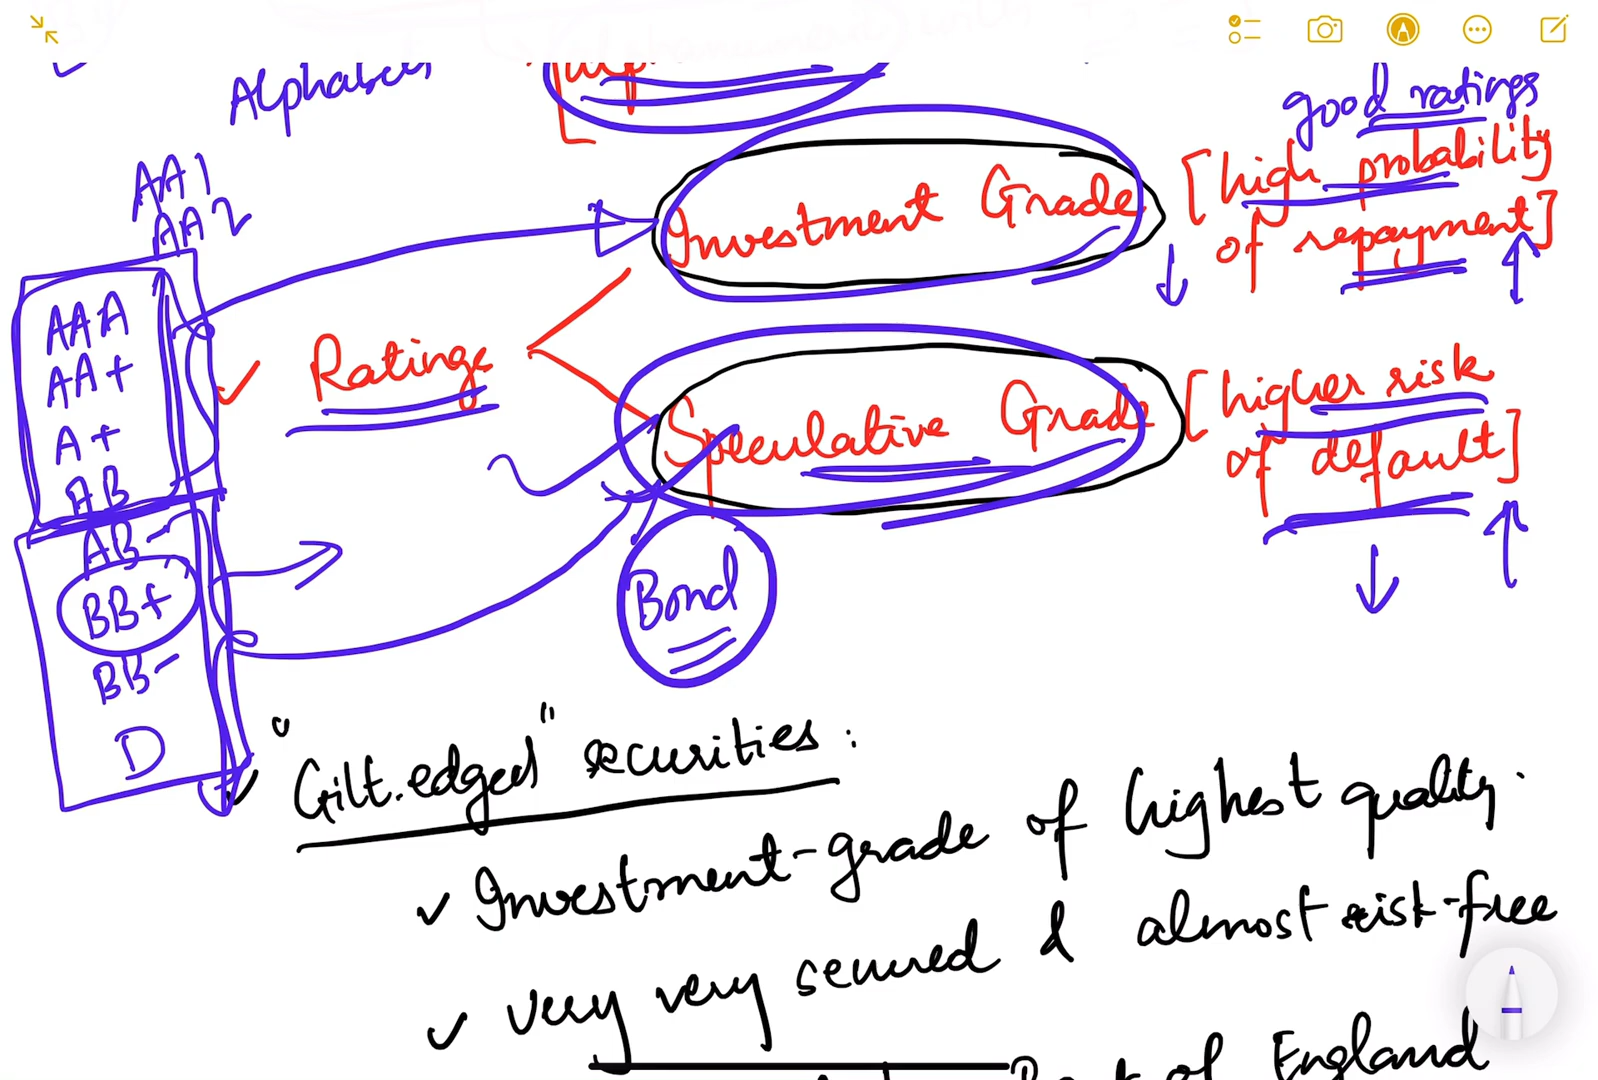 Alphabet
good ratings
AA1
AA2
Investment Grade [high probability
of repayment]
AAA
AA+
A+
AB
Ratings
Speculative Grade [higher risk
of default]
AB-
BB+
BB-
D
Bond
"Gilt.edged" securities:
✓ Investment-grade of highest quality.
✓ very very secured & almost risk-free
of England